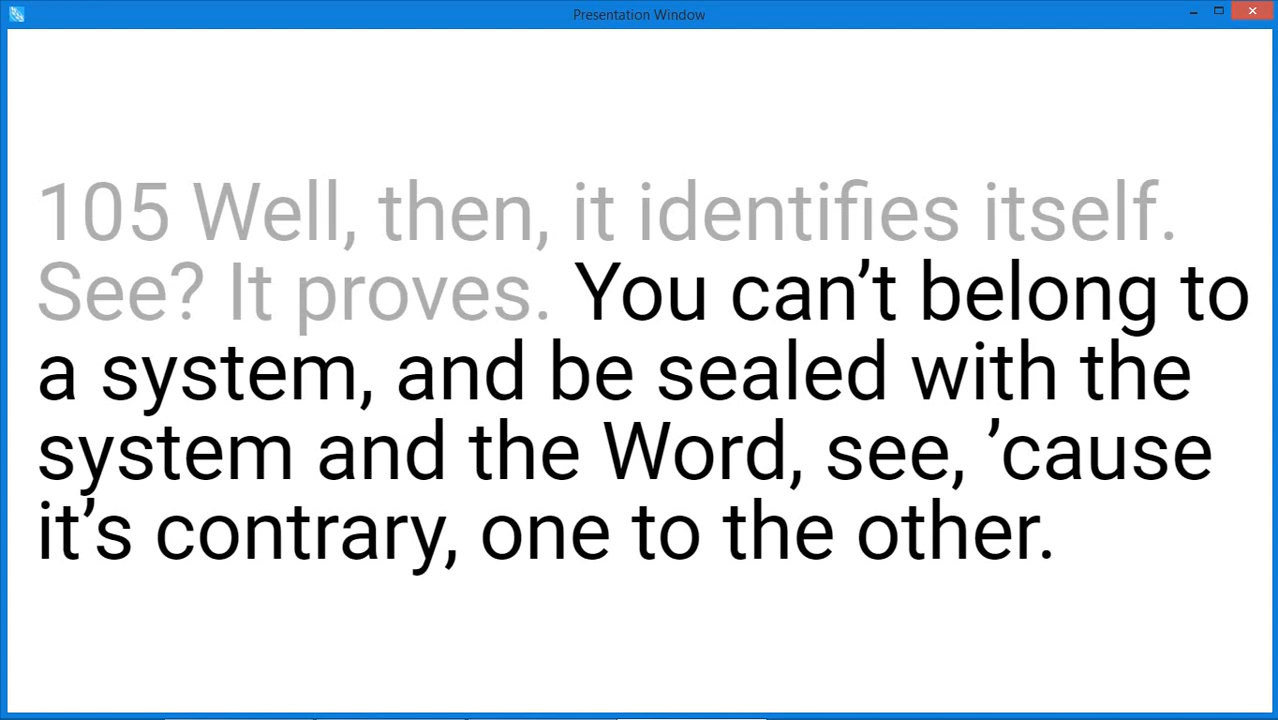 Presentation Window
105 Well, then, it identifies itself.
See? It proves. You can’t belong to
a system, and be sealed with the
system and the Word, see, ’cause
it’s contrary, one to the other.